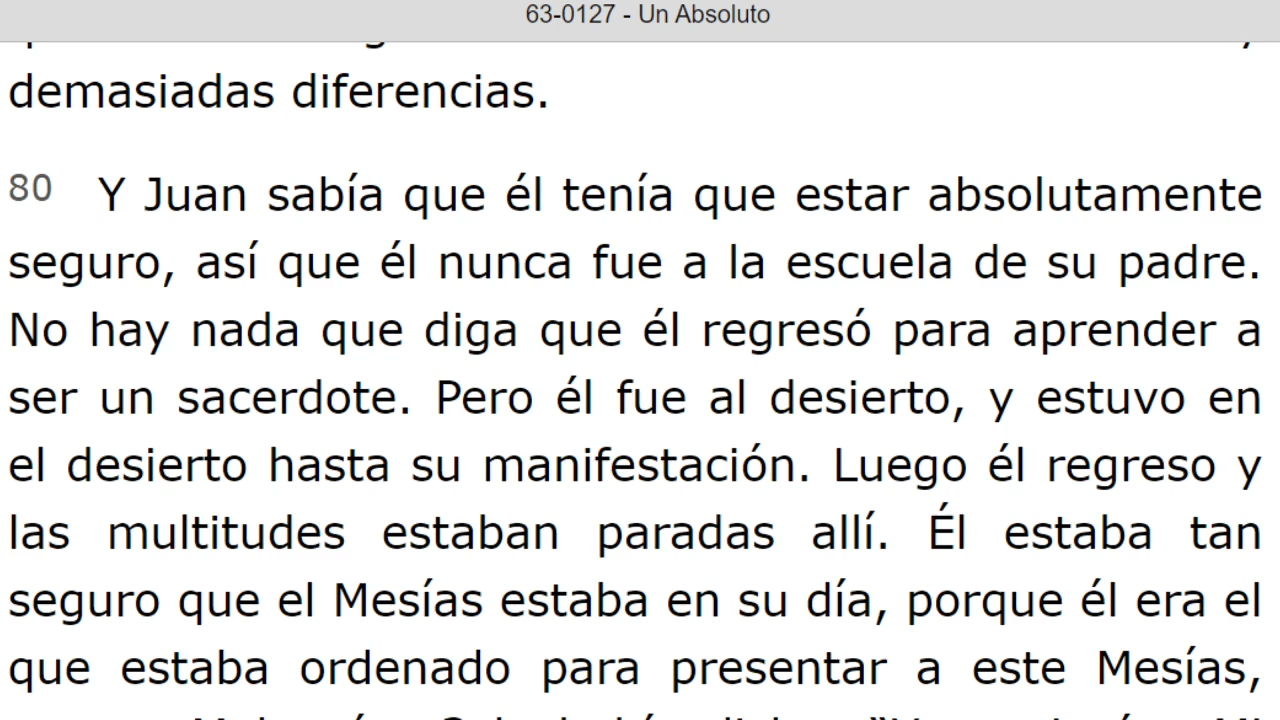 63-0127 - Un Absoluto
demasiadas diferencias.
80 Y Juan sabía que él tenía que estar absolutamente
seguro, así que él nunca fue a la escuela de su padre.
No hay nada que diga que él regresó para aprender a
ser un sacerdote. Pero él fue al desierto, y estuvo en
el desierto hasta su manifestación. Luego él regreso y
las multitudes estaban paradas allí. Él estaba tan
seguro que el Mesías estaba en su día, porque él era el
que estaba ordenado para presentar a este Mesías,